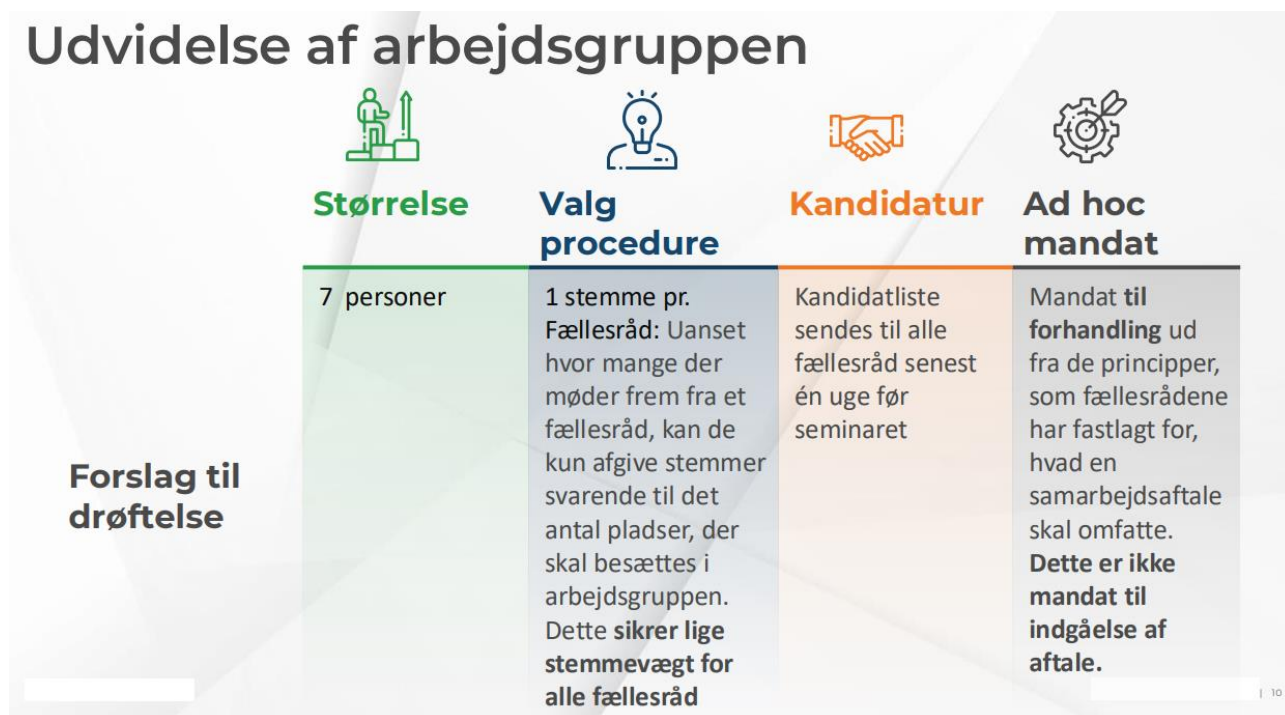 Udvidelse af arbejdsgruppen
Størrelse
7 personer
Valg
procedure
1 stemme pr.
Fællesråd: Uanset
hvor mange der
møder frem fra et
fællesråd, kan de
kun afgive stemmer
svarende til det
antal pladser, der
skal besættes i
arbejdsgruppen.
Dette sikrer lige
stemmevægt for
alle fællesråd
Kandidatur
Kandidatliste
sendes til alle
fællesråd senest
én uge før
seminaret
Ad hoc
mandat
Mandat til
forhandling ud
fra de principper,
som fællesrådene
har fastlagt for,
hvad en
samarbejdsaftale
skal omfatte.
Dette er ikke
mandat til
indgåelse af
aftale.
Forslag til
drøftelse
| 10